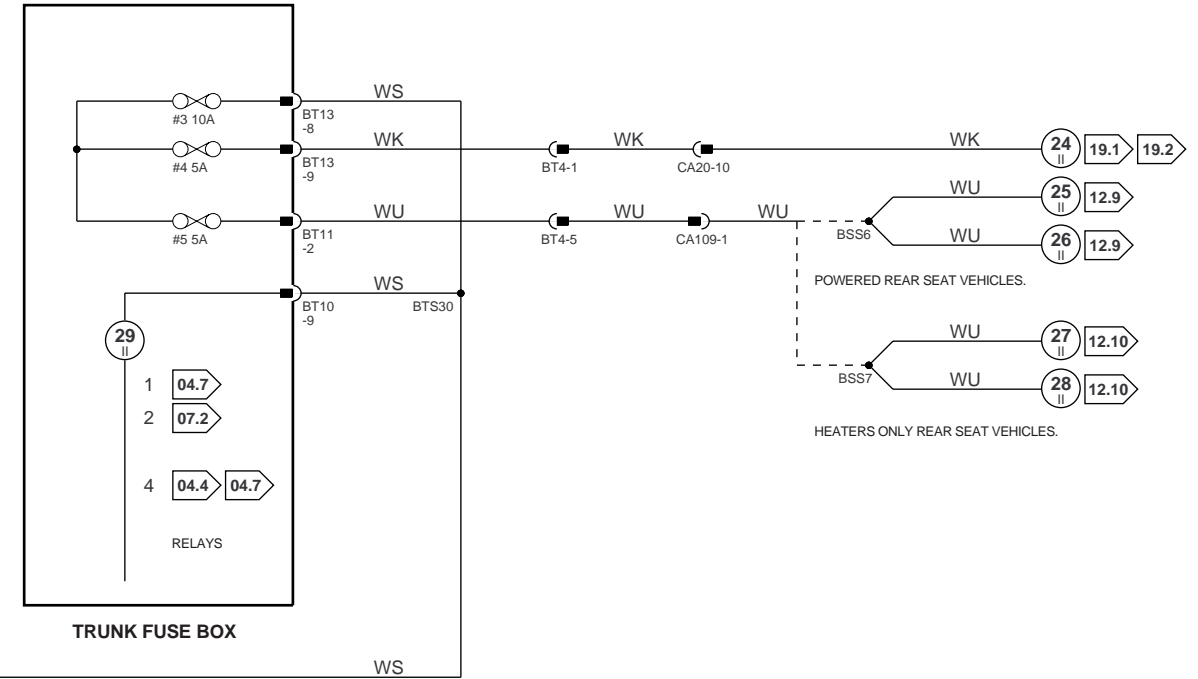 WS
#3 10A
BT13
-8
WK WK WK
#4 5A
BT13
-9
BT4-1
CA20-10
24
II
19.1 19.2
WU WU WU
#5 5A
BT11
-2
BT4-5
CA109-1
BSS6
WU
25
II
12.9
WU
26
II
12.9
POWERED REAR SEAT VEHICLES.
WS
BT10
-9
BTS30
29
II
WU
27
II
12.10
BSS7
WU
28
II
12.10
HEATERS ONLY REAR SEAT VEHICLES.
1 04.7
2 07.2
4 04.4 04.7
RELAYS
TRUNK FUSE BOX
WS